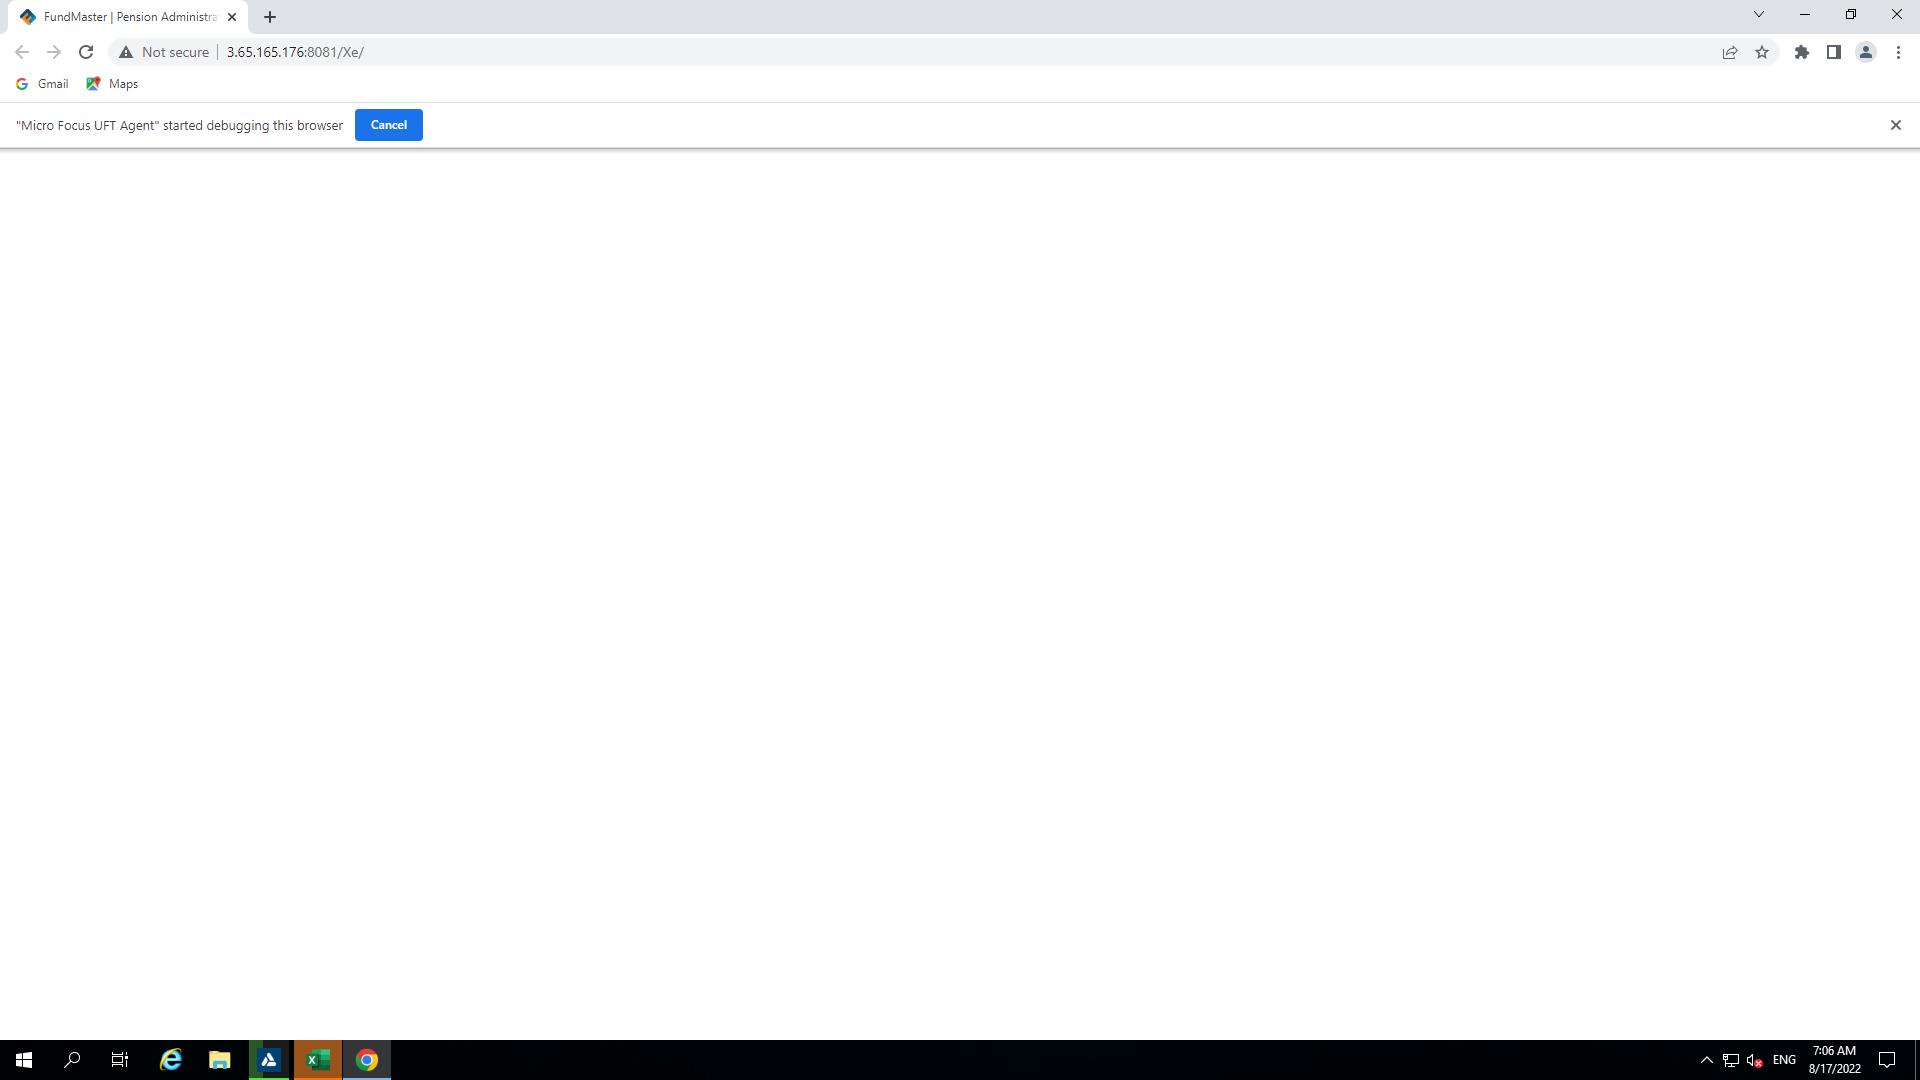 FundMaster | Pension Administra
Not secure
3.65.165.176:8081/Xe/
Gmail
Maps
"Micro Focus UFT Agent" started debugging this browser
Cancel
ENG
7:06 AM
8/17/2022